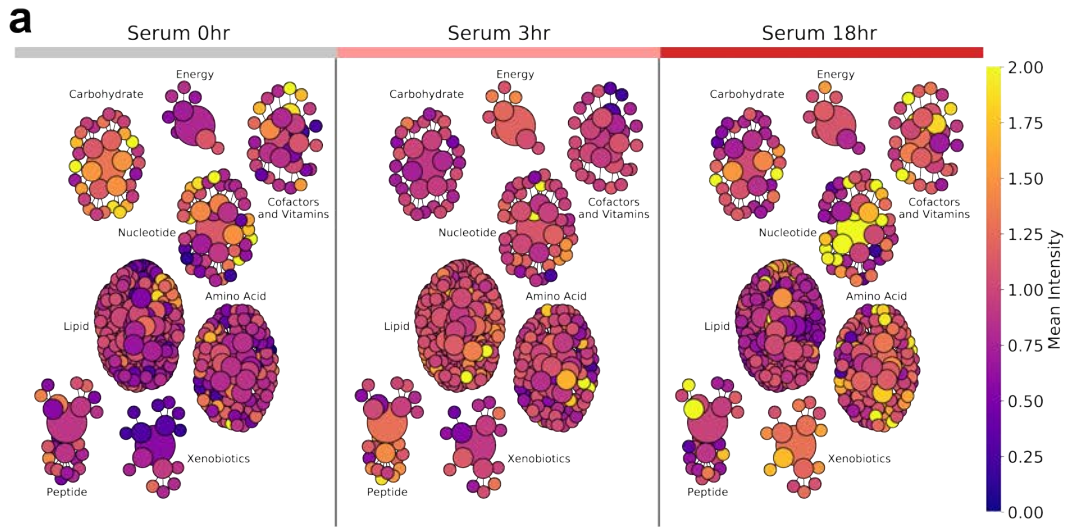 a
Serum 0hr
Serum 3hr
Serum 18hr
Energy
Carbohydrate
Cofactors
and Vitamins
Nucleotide
Amino Acid
Lipid
Xenobiotics
Peptide
Energy
Carbohydrate
Cofactors
and Vitamins
Nucleotide
Amino Acid
Lipid
Xenobiotics
Peptide
Energy
Carbohydrate
Cofactors
and Vitamins
Nucleotide
Amino Acid
Lipid
Xenobiotics
Peptide
2.00
1.75
1.50
1.25
1.00
0.75
0.50
0.25
0.00
Mean Intensity